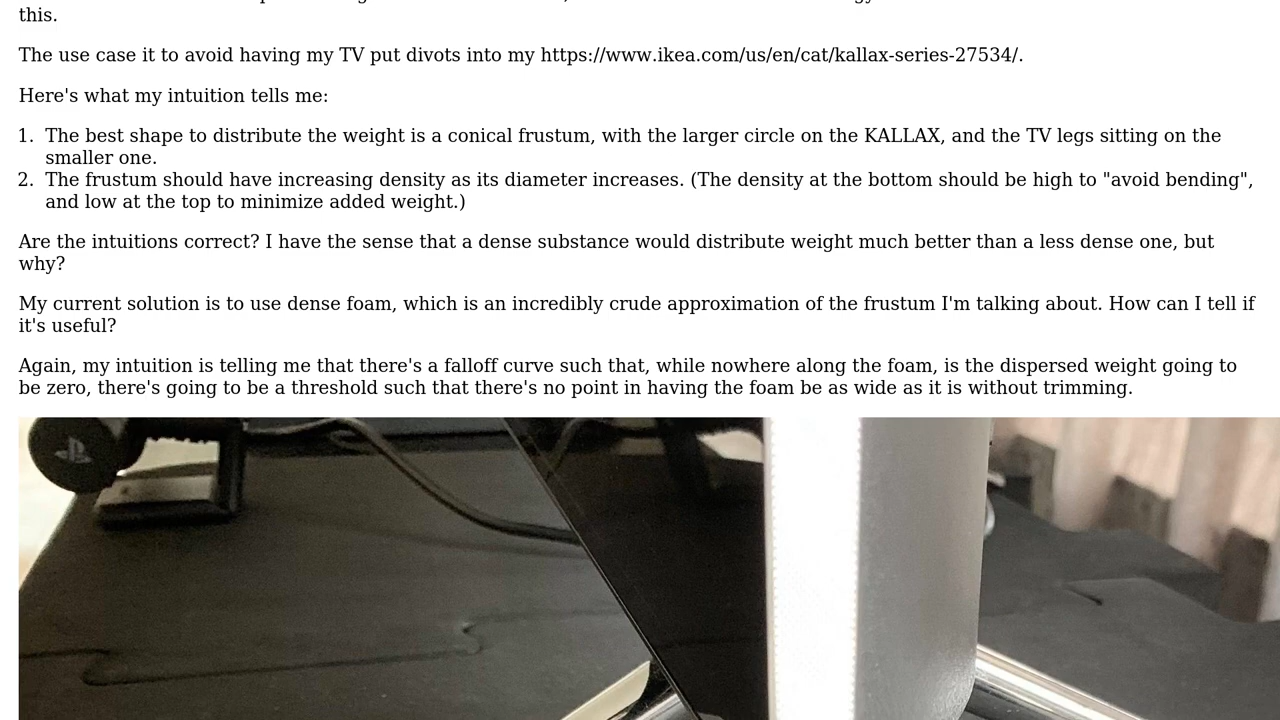 this.
The use case it to avoid having my TV put divots into my https://www.ikea.com/us/en/cat/kallax-series-27534/.
Here's what my intuition tells me:
1. The best shape to distribute the weight is a conical frustum, with the larger circle on the KALLAX, and the TV legs sitting on the
smaller one.
2. The frustum should have increasing density as its diameter increases. (The density at the bottom should be high to "avoid bending",
and low at the top to minimize added weight.)
Are the intuitions correct? I have the sense that a dense substance would distribute weight much better than a less dense one, but
why?
My current solution is to use dense foam, which is an incredibly crude approximation of the frustum I'm talking about. How can I tell if
it's useful?
Again, my intuition is telling me that there's a falloff curve such that, while nowhere along the foam, is the dispersed weight going to
be zero, there's going to be a threshold such that there's no point in having the foam be as wide as it is without trimming.